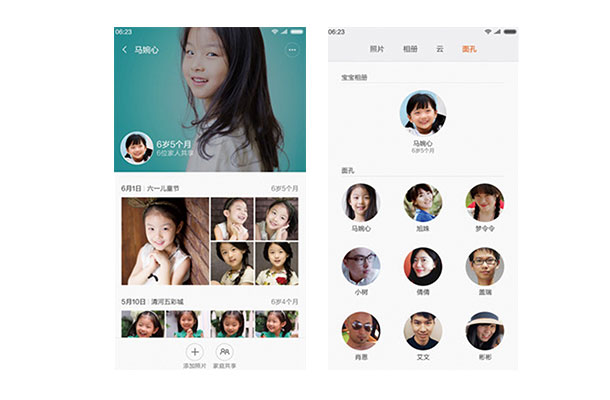 06:23
马婉心
6岁5个月
6位家人共享
6月1日 六一儿童节 6岁5个月
5月10日 清河五彩城 6岁4个月
添加照片 家庭共享
06:23
照片 相册 云 面孔
宝宝相册
马婉心
6岁5个月
面孔
马婉心 旭姝 梦令令
小树 倩倩 盖瑞
肖恩 艾文 彬彬